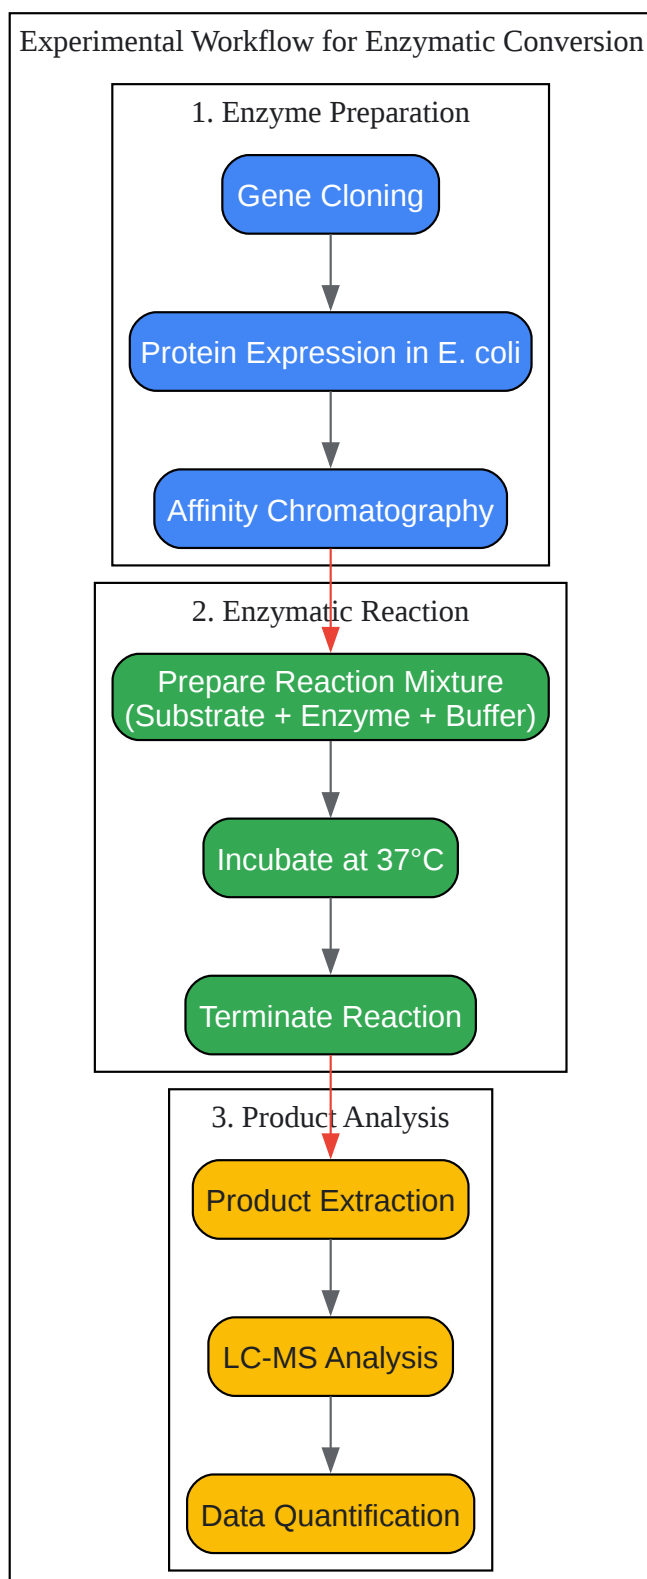 Experimental Workflow for Enzymatic Conversion
1. Enzyme Preparation
Gene Cloning
Protein Expression in E. coli
Affinity Chromatography
2. Enzymatic Reaction
Prepare Reaction Mixture
(Substrate + Enzyme + Buffer)
Incubate at 37°C
Terminate Reaction
3. Product Analysis
Product Extraction
LC-MS Analysis
Data Quantification